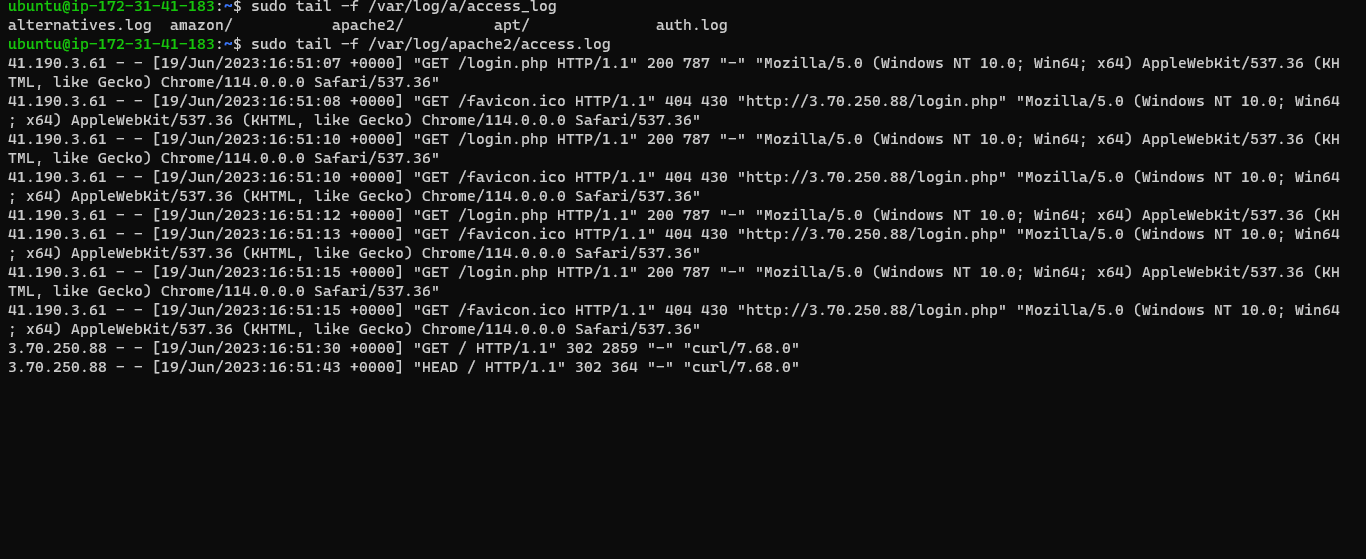 ubuntu@ip-172-31-41-183:~$ sudo tail -f /var/log/a/access_log
alternatives.log  amazon/           apache2/          apt/              auth.log
ubuntu@ip-172-31-41-183:~$ sudo tail -f /var/log/apache2/access.log
41.190.3.61 - - [19/Jun/2023:16:51:07 +0000] "GET /login.php HTTP/1.1" 200 787 "-" "Mozilla/5.0 (Windows NT 10.0; Win64; x64) AppleWebKit/537.36 (KH
TML, like Gecko) Chrome/114.0.0.0 Safari/537.36"
41.190.3.61 - - [19/Jun/2023:16:51:08 +0000] "GET /favicon.ico HTTP/1.1" 404 430 "http://3.70.250.88/login.php" "Mozilla/5.0 (Windows NT 10.0; Win64
; x64) AppleWebKit/537.36 (KHTML, like Gecko) Chrome/114.0.0.0 Safari/537.36"
41.190.3.61 - - [19/Jun/2023:16:51:10 +0000] "GET /login.php HTTP/1.1" 200 787 "-" "Mozilla/5.0 (Windows NT 10.0; Win64; x64) AppleWebKit/537.36 (KH
TML, like Gecko) Chrome/114.0.0.0 Safari/537.36"
41.190.3.61 - - [19/Jun/2023:16:51:10 +0000] "GET /favicon.ico HTTP/1.1" 404 430 "http://3.70.250.88/login.php" "Mozilla/5.0 (Windows NT 10.0; Win64
; x64) AppleWebKit/537.36 (KHTML, like Gecko) Chrome/114.0.0.0 Safari/537.36"
41.190.3.61 - - [19/Jun/2023:16:51:12 +0000] "GET /login.php HTTP/1.1" 200 787 "-" "Mozilla/5.0 (Windows NT 10.0; Win64; x64) AppleWebKit/537.36 (KH
41.190.3.61 - - [19/Jun/2023:16:51:13 +0000] "GET /favicon.ico HTTP/1.1" 404 430 "http://3.70.250.88/login.php" "Mozilla/5.0 (Windows NT 10.0; Win64
; x64) AppleWebKit/537.36 (KHTML, like Gecko) Chrome/114.0.0.0 Safari/537.36"
41.190.3.61 - - [19/Jun/2023:16:51:15 +0000] "GET /login.php HTTP/1.1" 200 787 "-" "Mozilla/5.0 (Windows NT 10.0; Win64; x64) AppleWebKit/537.36 (KH
TML, like Gecko) Chrome/114.0.0.0 Safari/537.36"
41.190.3.61 - - [19/Jun/2023:16:51:15 +0000] "GET /favicon.ico HTTP/1.1" 404 430 "http://3.70.250.88/login.php" "Mozilla/5.0 (Windows NT 10.0; Win64
; x64) AppleWebKit/537.36 (KHTML, like Gecko) Chrome/114.0.0.0 Safari/537.36"
3.70.250.88 - - [19/Jun/2023:16:51:30 +0000] "GET / HTTP/1.1" 302 2859 "-" "curl/7.68.0"
3.70.250.88 - - [19/Jun/2023:16:51:43 +0000] "HEAD / HTTP/1.1" 302 364 "-" "curl/7.68.0"